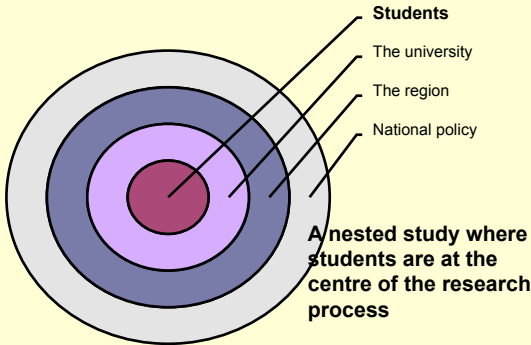 Students
The university
The region
National policy
A nested study where
students are at the
centre of the research
process